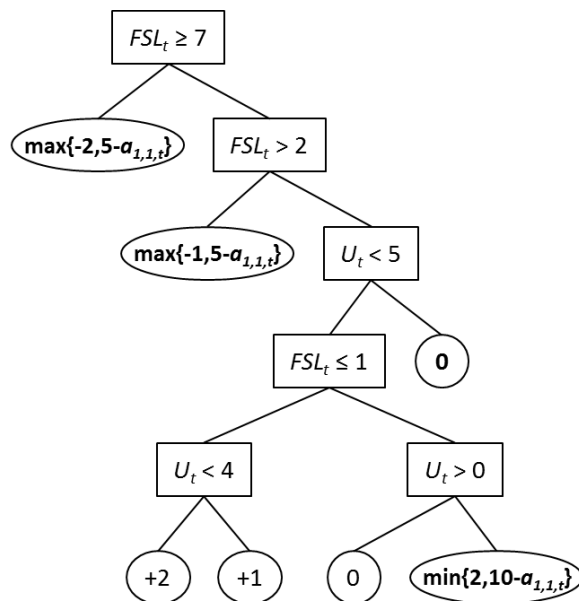 FSLₜ ≥ 7
max{-2,5-a₁,₁,ₜ}
FSLₜ > 2
max{-1,5-a₁,₁,ₜ}
Uₜ < 5
FSLₜ ≤ 1
0
Uₜ < 4
Uₜ > 0
+2
+1
0
min{2,10-a₁,₁,ₜ}